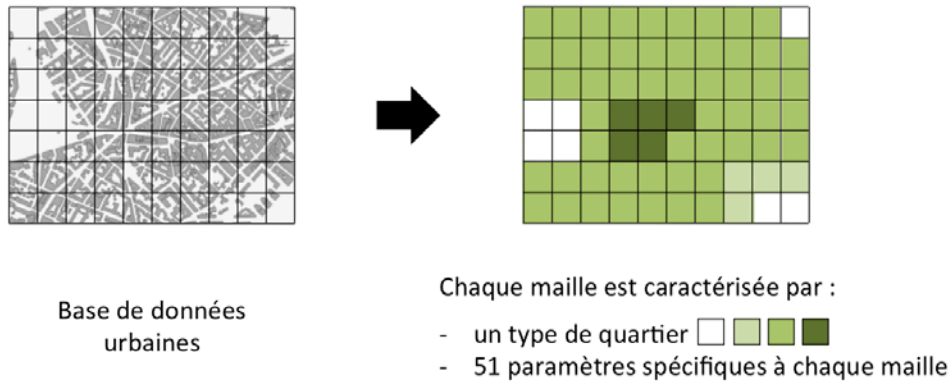 Base de données
urbaines
Chaque maille est caractérisée par :
- un type de quartier
- 51 paramètres spécifiques à chaque maille